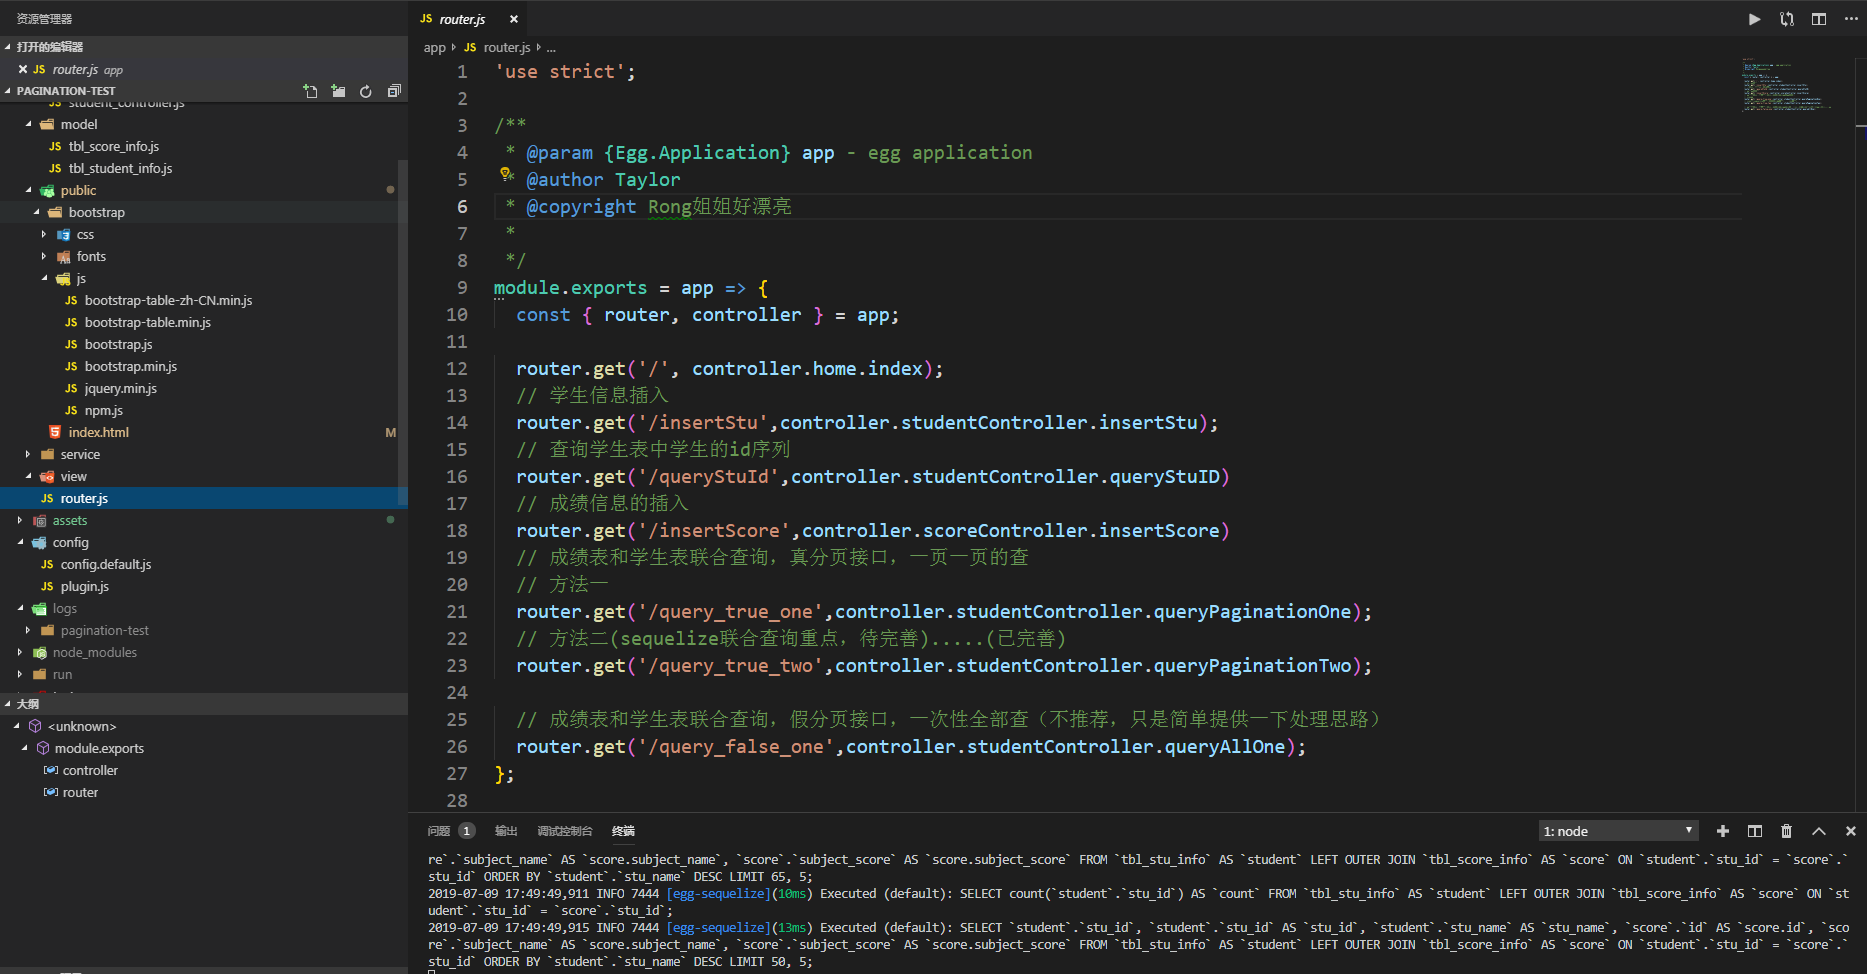 资源管理器
打开的编辑器
JS router.js app
PAGINATION-TEST
JS student_controller.js
model
JS tbl_score_info.js
JS tbl_student_info.js
public
bootstrap
css
fonts
js
JS bootstrap-table-zh-CN.min.js
JS bootstrap-table.min.js
JS bootstrap.js
JS bootstrap.min.js
JS jquery.min.js
JS npm.js
index.html M
service
view
JS router.js
assets
config
JS config.default.js
JS plugin.js
logs
pagination-test
node_modules
run
大纲
<unknown>
module.exports
controller
router
JS router.js
app JS router.js ...
1 'use strict';
2
3 /**
4 * @param {Egg.Application} app - egg application
5 * @author Taylor
6 * @copyright Rong姐姐好漂亮
7 *
8 */
9 module.exports = app => {
10 const { router, controller } = app;
11
12 router.get('/', controller.home.index);
13 // 学生信息插入
14 router.get('/insertStu',controller.studentController.insertStu);
15 // 查询学生表中学生的id序列
16 router.get('/queryStuId',controller.studentController.queryStuID)
17 // 成绩信息的插入
18 router.get('/insertScore',controller.scoreController.insertScore)
19 // 成绩表和学生表联合查询，真分页接口，一页一页的查
20 // 方法一
21 router.get('/query_true_one',controller.studentController.queryPaginationOne);
22 // 方法二(sequelize联合查询重点，待完善).....(已完善)
23 router.get('/query_true_two',controller.studentController.queryPaginationTwo);
24
25 // 成绩表和学生表联合查询，假分页接口，一次性全部查（不推荐，只是简单提供一下处理思路）
26 router.get('/query_false_one',controller.studentController.queryAllOne);
27 };
28
问题 1 输出 调试控制台 终端 1: node
re`.`subject_name` AS `score.subject_name`, `score`.`subject_score` AS `score.subject_score` FROM `tbl_stu_info` AS `student` LEFT OUTER JOIN `tbl_score_info` AS `score` ON `student`.`stu_id` = `score`.`
stu_id` ORDER BY `student`.`stu_name` DESC LIMIT 65, 5;
2019-07-09 17:49:49,911 INFO 7444 [egg-sequelize](10ms) Executed (default): SELECT count(`student`.`stu_id`) AS `count` FROM `tbl_stu_info` AS `student` LEFT OUTER JOIN `tbl_score_info` AS `score` ON `st
udent`.`stu_id` = `score`.`stu_id`;
2019-07-09 17:49:49,915 INFO 7444 [egg-sequelize](13ms) Executed (default): SELECT `student`.`stu_id`, `student`.`stu_id` AS `stu_id`, `student`.`stu_name` AS `stu_name`, `score`.`id` AS `score.id`, `sco
re`.`subject_name` AS `score.subject_name`, `score`.`subject_score` AS `score.subject_score` FROM `tbl_stu_info` AS `student` LEFT OUTER JOIN `tbl_score_info` AS `score` ON `student`.`stu_id` = `score`.`
stu_id` ORDER BY `student`.`stu_name` DESC LIMIT 50, 5;